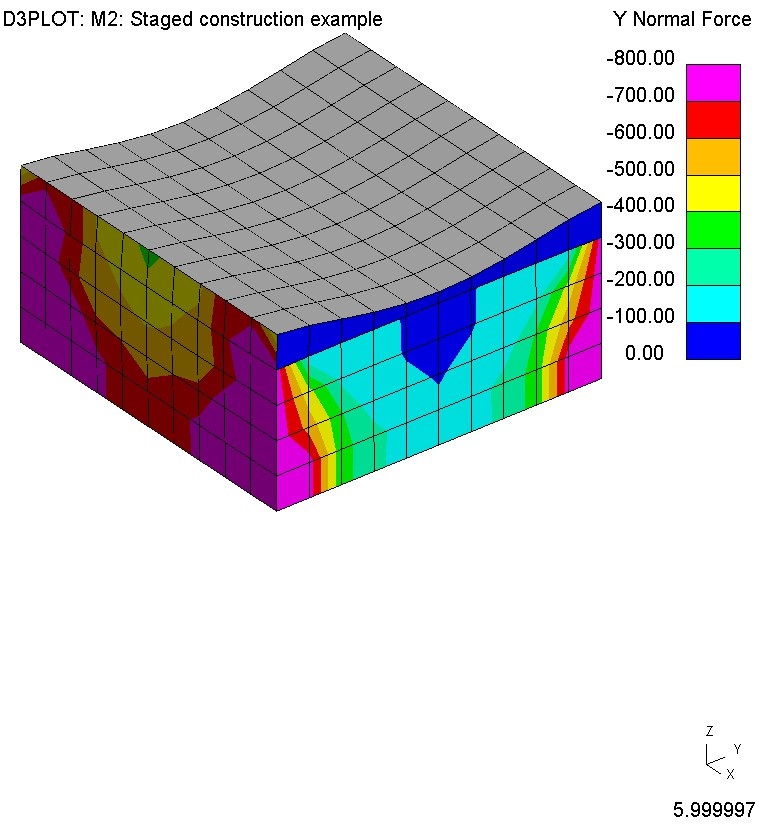 D3PLOT: M2: Staged construction example
Y Normal Force
-800.00
-700.00
-600.00
-500.00
-400.00
-300.00
-200.00
-100.00
0.00
Z
Y
X
5.999997